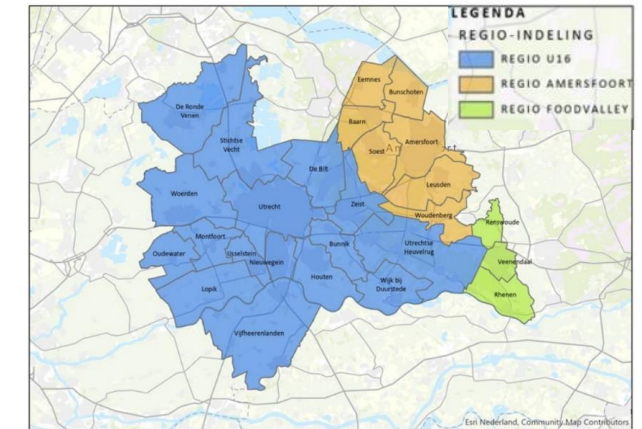 LEGENDA
REGIO-INDELING
REGIO U16
REGIO AMERSFOORT
REGIO FOODVALLEY
Eemnes
Bunschoten
De Ronde
Venen
Baarn
Stichtse
Vecht
Amersfoort
Soest
De Bilt
Leusden
Woerden
Utrecht
Zeist
Woudenberg
Renswoude
Montfoort
Bunnik
Utrechtse
Heuvelrug
Oudewater
IJsselstein
Nieuwegein
Veenendaal
Houten
Wijk bij
Duurstede
Lopik
Rhenen
Vijfheerenlanden
Esri Nederland, Community Map Contributors